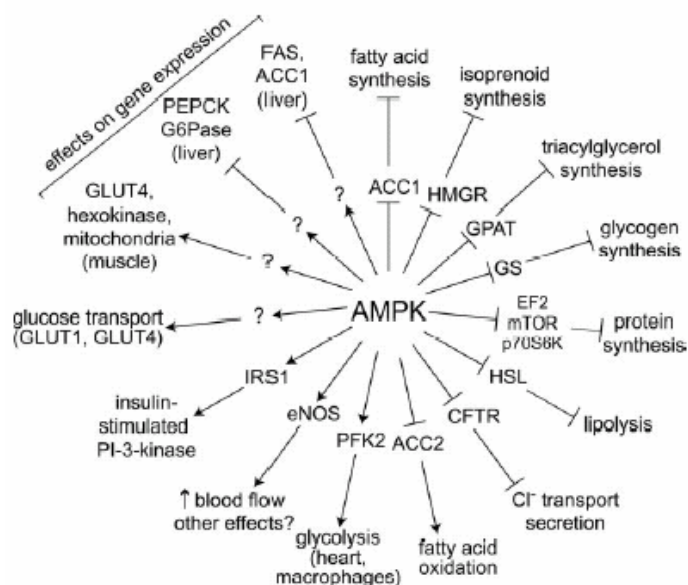 effects on gene expression
FAS,
ACC1
(liver)
fatty acid
synthesis
isoprenoid
synthesis
PEPCK
G6Pase
(liver)
triacylglycerol
synthesis
GLUT4,
hexokinase,
mitochondria
(muscle)
?
?
?
ACC1
HMGR
GPAT
GS
glycogen
synthesis
glucose transport
(GLUT1, GLUT4)
?
AMPK
EF2
mTOR
p70S6K
protein
synthesis
IRS1
HSL
insulin-
stimulated
PI-3-kinase
eNOS
PFK2
ACC2
CFTR
lipolysis
↑ blood flow
other effects?
glycolysis
(heart,
macrophages)
fatty acid
oxidation
Cl⁻ transport
secretion